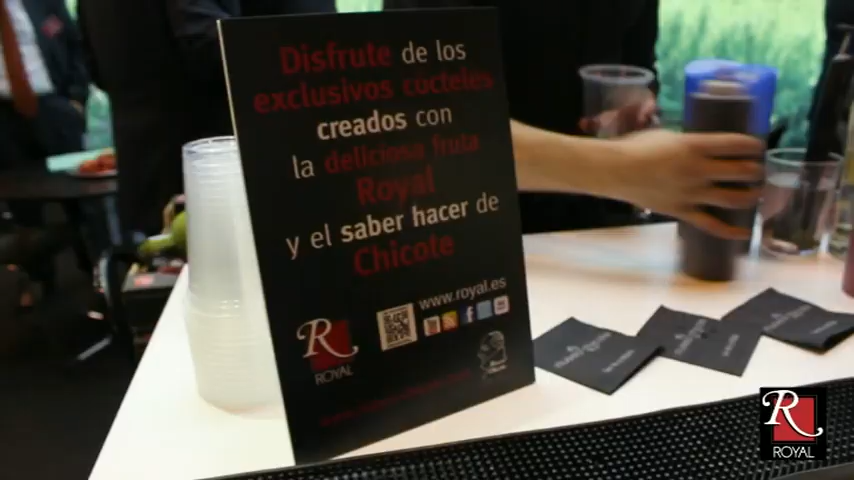 Disfrute de los
exclusivos cócteles
creados con
la deliciosa fruta
Royal
y el saber hacer de
Chicote
www.royal.es
R
ROYAL
R
ROYAL